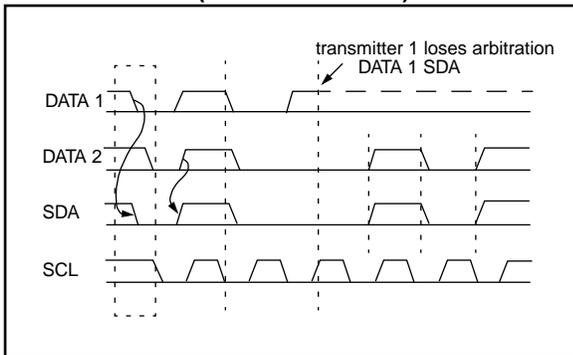 transmitter 1 loses arbitration
DATA 1 SDA
DATA 1
DATA 2
SDA
SCL